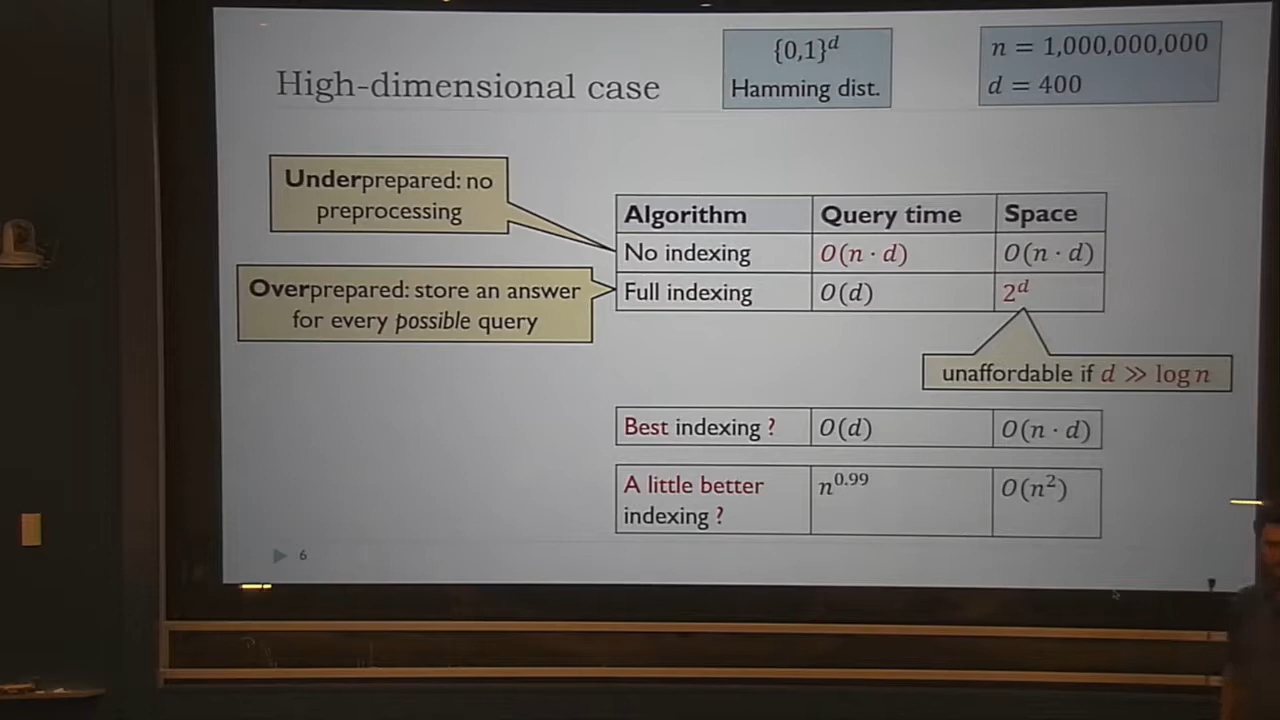 High-dimensional case
{0,1}^d
Hamming dist.
n = 1,000,000,000
d = 400
Underprepared: no
preprocessing
Overprepared: store an answer
for every possible query
Algorithm Query time Space
No indexing O(n · d) O(n · d)
Full indexing O(d) 2^d
unaffordable if d ≫ log n
Best indexing ? O(d) O(n · d)
A little better n^0.99 O(n^2)
indexing ?
6